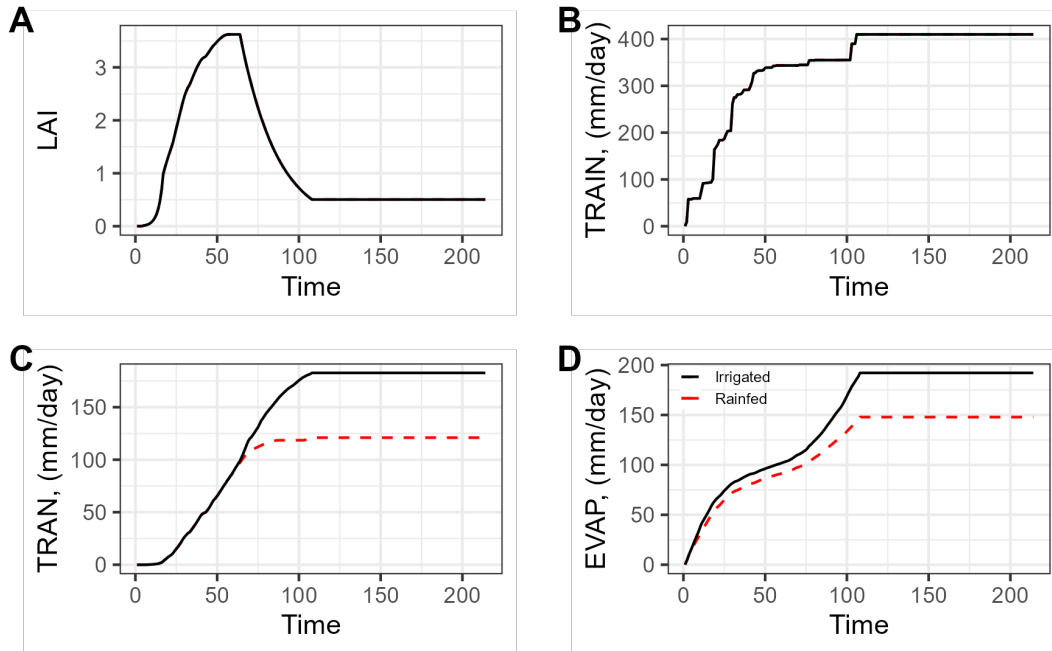 A
LAI
3
2
1
0
0 50 100 150 200
Time
B
TRAIN, (mm/day)
400
300
200
100
0
0 50 100 150 200
Time
C
TRAN, (mm/day)
150
100
50
0
0 50 100 150 200
Time
D
EVAP, (mm/day)
200
150
100
50
0
Irrigated
Rainfed
0 50 100 150 200
Time